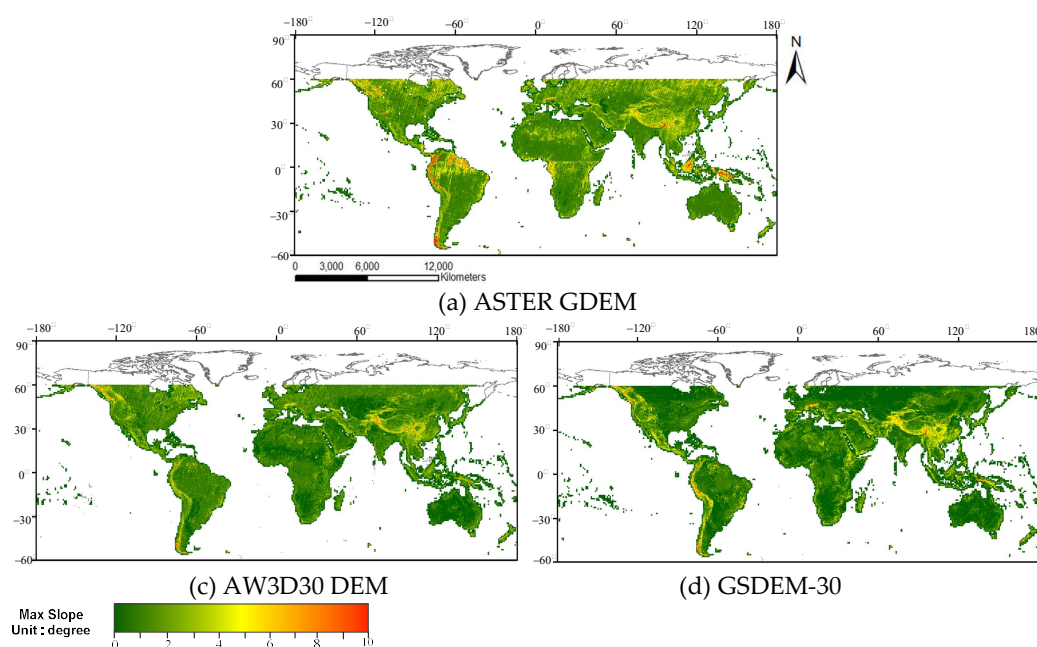 −180□ −120□ −60□ 0□ 60□ 120□ 180□
N
90□
60□
30□
0□
−30□
−60□
0 3,000 6,000 12,000
Kilometers
(a) ASTER GDEM
−180□ −120□ −60□ 0□ 60□ 120□ 180□
90□
60□
30□
0□
−30□
−60□
(c) AW3D30 DEM
−180□ −120□ −60□ 0□ 60□ 120□ 180
90□
60□
30□
0□
−30□
−60□
(d) GSDEM-30
Max Slope
Unit : degree
0 2 4 6 8 10